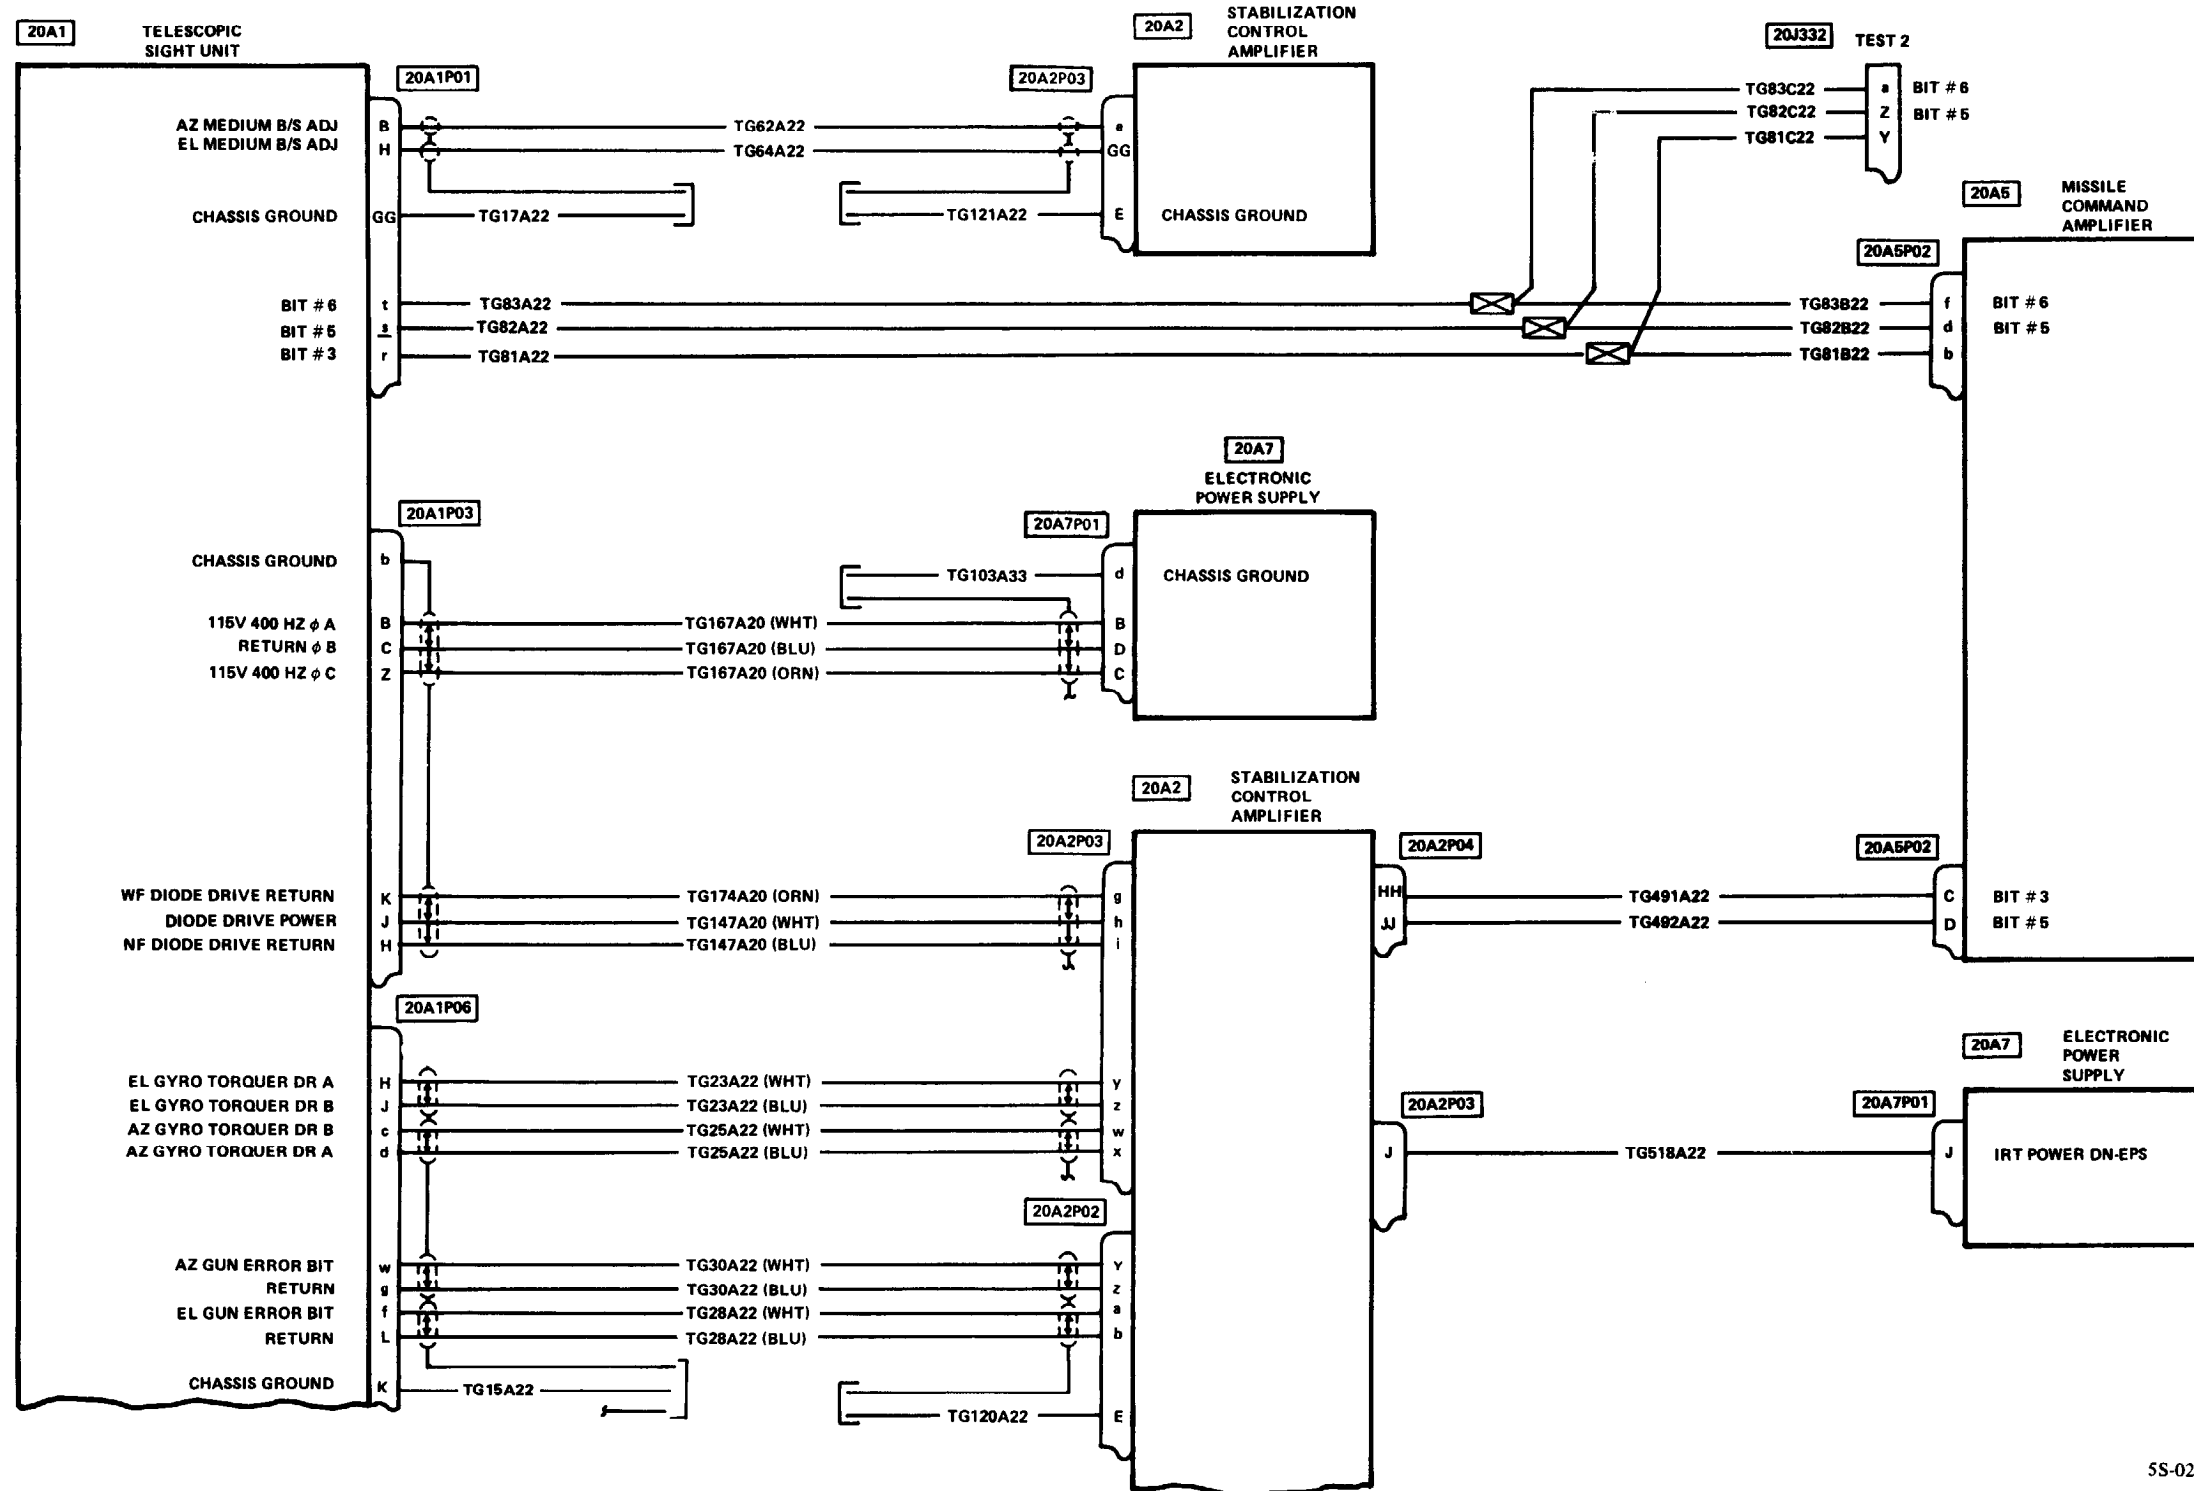 20A1
TELESCOPIC
SIGHT UNIT
20A1P01
AZ MEDIUM B/S ADJ B
EL MEDIUM B/S ADJ H
CHASSIS GROUND GG
BIT # 6 t
BIT # 5 s
BIT # 3 r
TG62A22
TG64A22
TG17A22
TG121A22
TG83A22
TG82A22
TG81A22
20A2
STABILIZATION
CONTROL
AMPLIFIER
20A2P03
e
GG
E CHASSIS GROUND
20J332 TEST 2
TG83C22 a BIT # 6
TG82C22 Z BIT # 5
TG81C22 Y
20A5
MISSILE
COMMAND
AMPLIFIER
20A5P02
TG83B22 f BIT # 6
TG82B22 d BIT # 5
TG81B22 b
20A1P03
CHASSIS GROUND b
115V 400 HZ ϕ A B TG167A20 (WHT) B
RETURN ϕ B C TG167A20 (BLU) D
115V 400 HZ ϕ C Z TG167A20 (ORN) C
20A7
ELECTRONIC
POWER SUPPLY
20A7P01
TG103A33 d CHASSIS GROUND
20A2
STABILIZATION
CONTROL
AMPLIFIER
20A2P03
WF DIODE DRIVE RETURN K TG174A20 (ORN) g
DIODE DRIVE POWER J TG147A20 (WHT) h
NF DIODE DRIVE RETURN H TG147A20 (BLU) i
20A2P04
20A5P02
HH TG491A22 C BIT # 3
JJ TG492A22 D BIT # 5
20A1P06
EL GYRO TORQUER DR A H TG23A22 (WHT) y
EL GYRO TORQUER DR B J TG23A22 (BLU) z
AZ GYRO TORQUER DR B c TG25A22 (WHT) w
AZ GYRO TORQUER DR A d TG25A22 (BLU) x
20A7
ELECTRONIC
POWER
SUPPLY
20A2P03
20A7P01
J TG518A22 J IRT POWER DN-EPS
20A2P02
AZ GUN ERROR BIT w TG30A22 (WHT) Y
RETURN g TG30A22 (BLU) Z
EL GUN ERROR BIT f TG28A22 (WHT) a
RETURN L TG28A22 (BLU) b
CHASSIS GROUND K TG15A22
TG120A22 E
5S-02